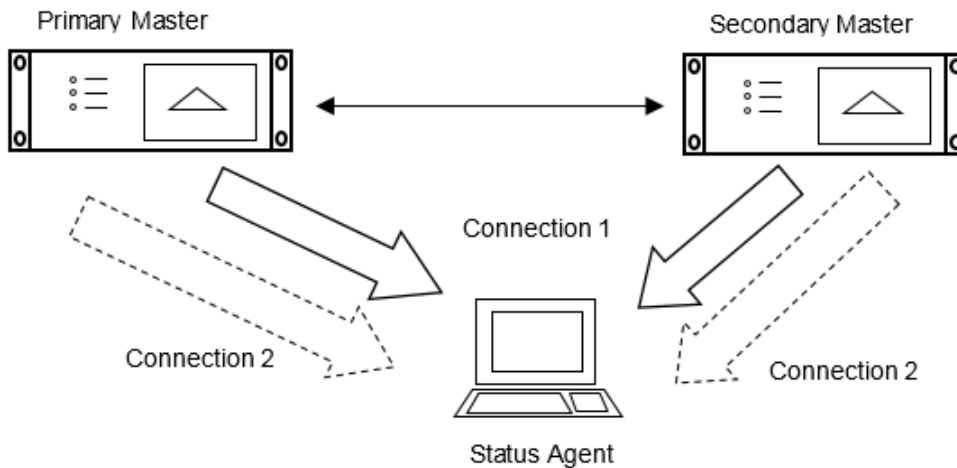 Primary Master
Secondary Master
Connection 1
Connection 2
Connection 2
Status Agent